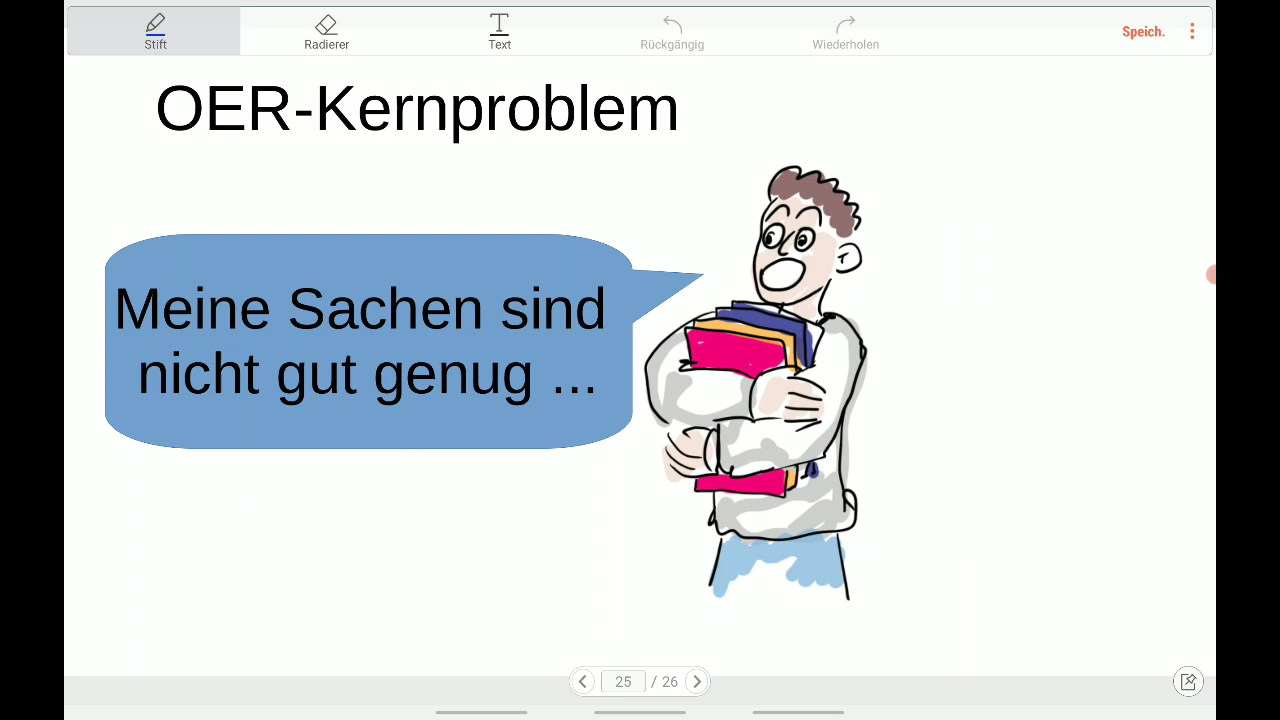 Stift
Radierer
Text
Rückgängig
Wiederholen
Speich.
OER-Kernproblem
Meine Sachen sind
nicht gut genug ...
25 / 26